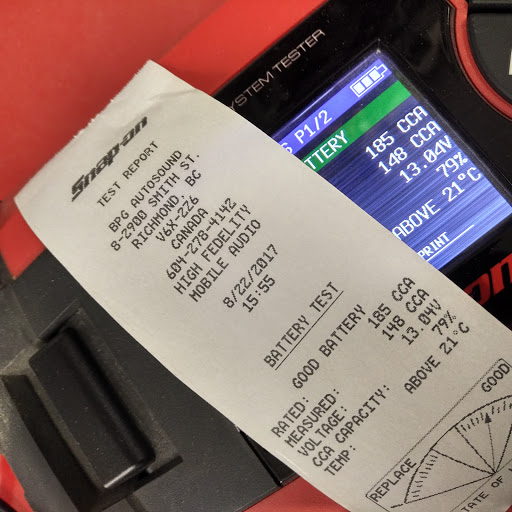 SYSTEM TESTER
P1/2
185 CCA
148 CCA
13.04V
79%
ABOVE 21°C
PRINT
Snap-on
TEST REPORT
BPG AUTOSOUND
8-2900 SMITH ST.
RICHMOND, BC
V6X-2Z6
CANADA
604-278-4142
HIGH FEDELITY
MOBILE AUDIO
8/22/2017
15:55
BATTERY TEST
GOOD BATTERY
RATED: 185 CCA
MEASURED: 148 CCA
VOLTAGE: 13.04V
CCA CAPACITY: 79%
TEMP: ABOVE 21°C
REPLACE GOOD